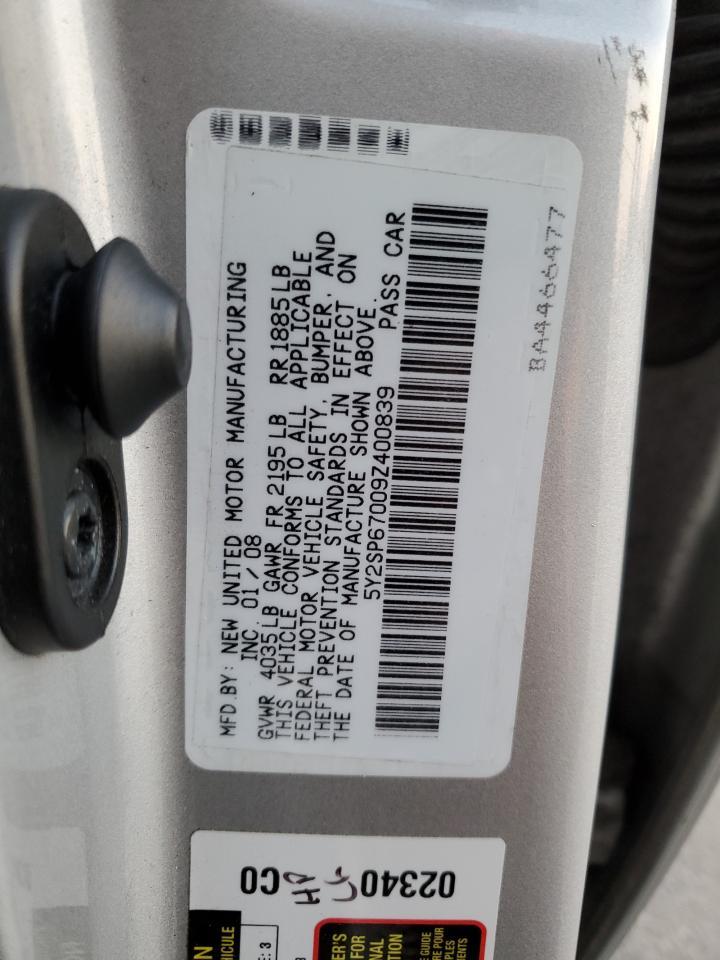 MFD BY: NEW UNITED MOTOR MANUFACTURING
INC. 01 / 08
GVWR 4035LB GAWR FR 2195LB RR 1885LB
THIS VEHICLE CONFORMS TO ALL APPLICABLE
FEDERAL MOTOR VEHICLE SAFETY, BUMPER, AND
THEFT PREVENTION STANDARDS IN EFFECT ON
THE DATE OF MANUFACTURE SHOWN ABOVE.
5Y2SP67009Z400839 PASS CAR
BA4466477
02340 C0